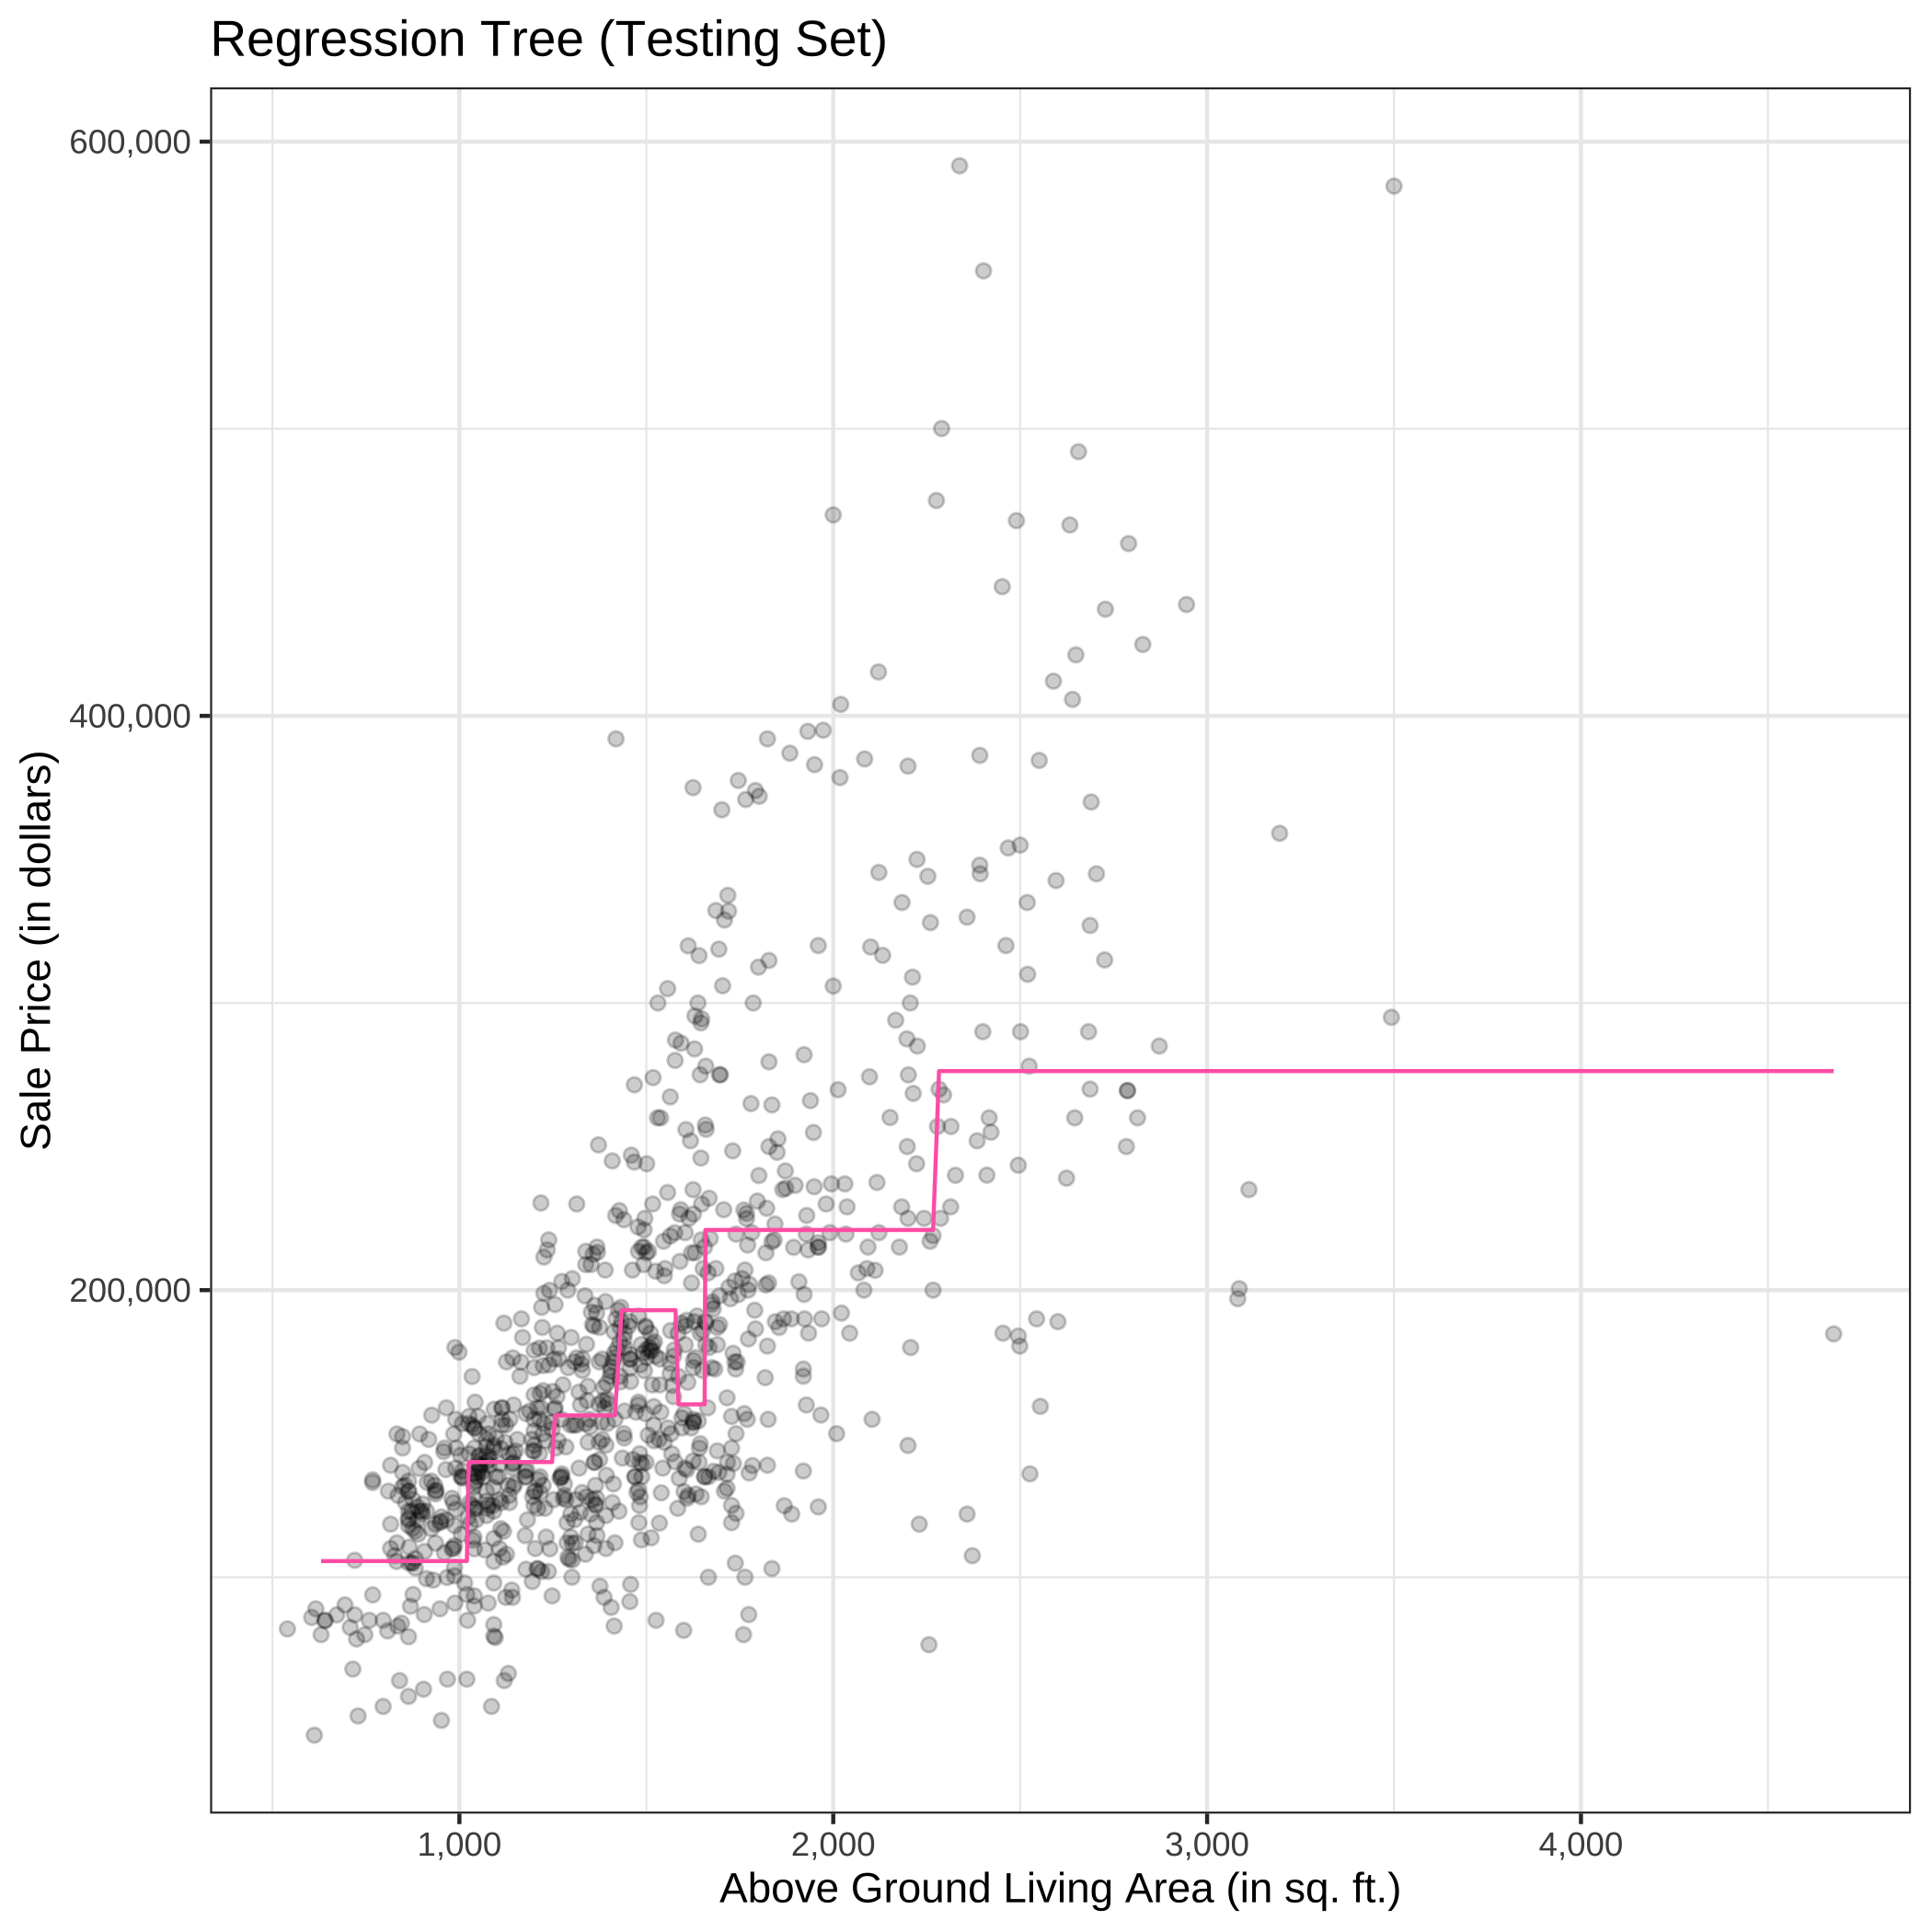 Regression Tree (Testing Set)
600,000
400,000
200,000
Sale Price (in dollars)
1,000
2,000
3,000
4,000
Above Ground Living Area (in sq. ft.)